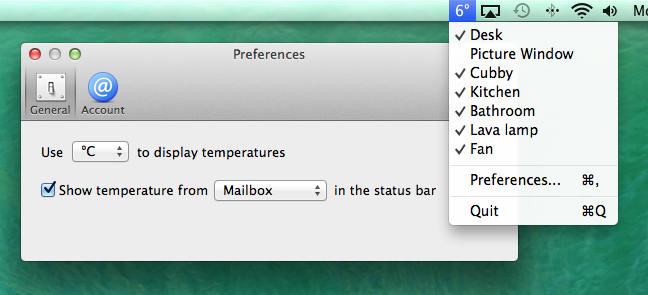 6° Mo
Preferences
General Account
Use °C to display temperatures
Show temperature from Mailbox in the status bar
Desk
Picture Window
Cubby
Kitchen
Bathroom
Lava lamp
Fan
Preferences... ⌘,
Quit ⌘Q